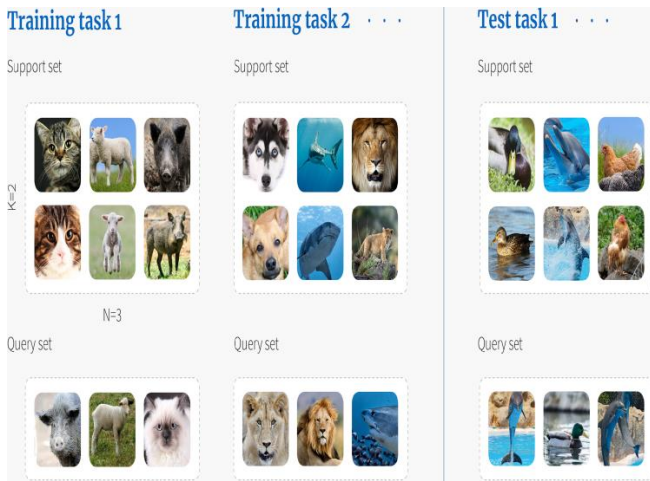 Training task 1
Training task 2 . . .
Test task 1 . . .
Support set
Support set
Support set
K=2
N=3
Query set
Query set
Query set